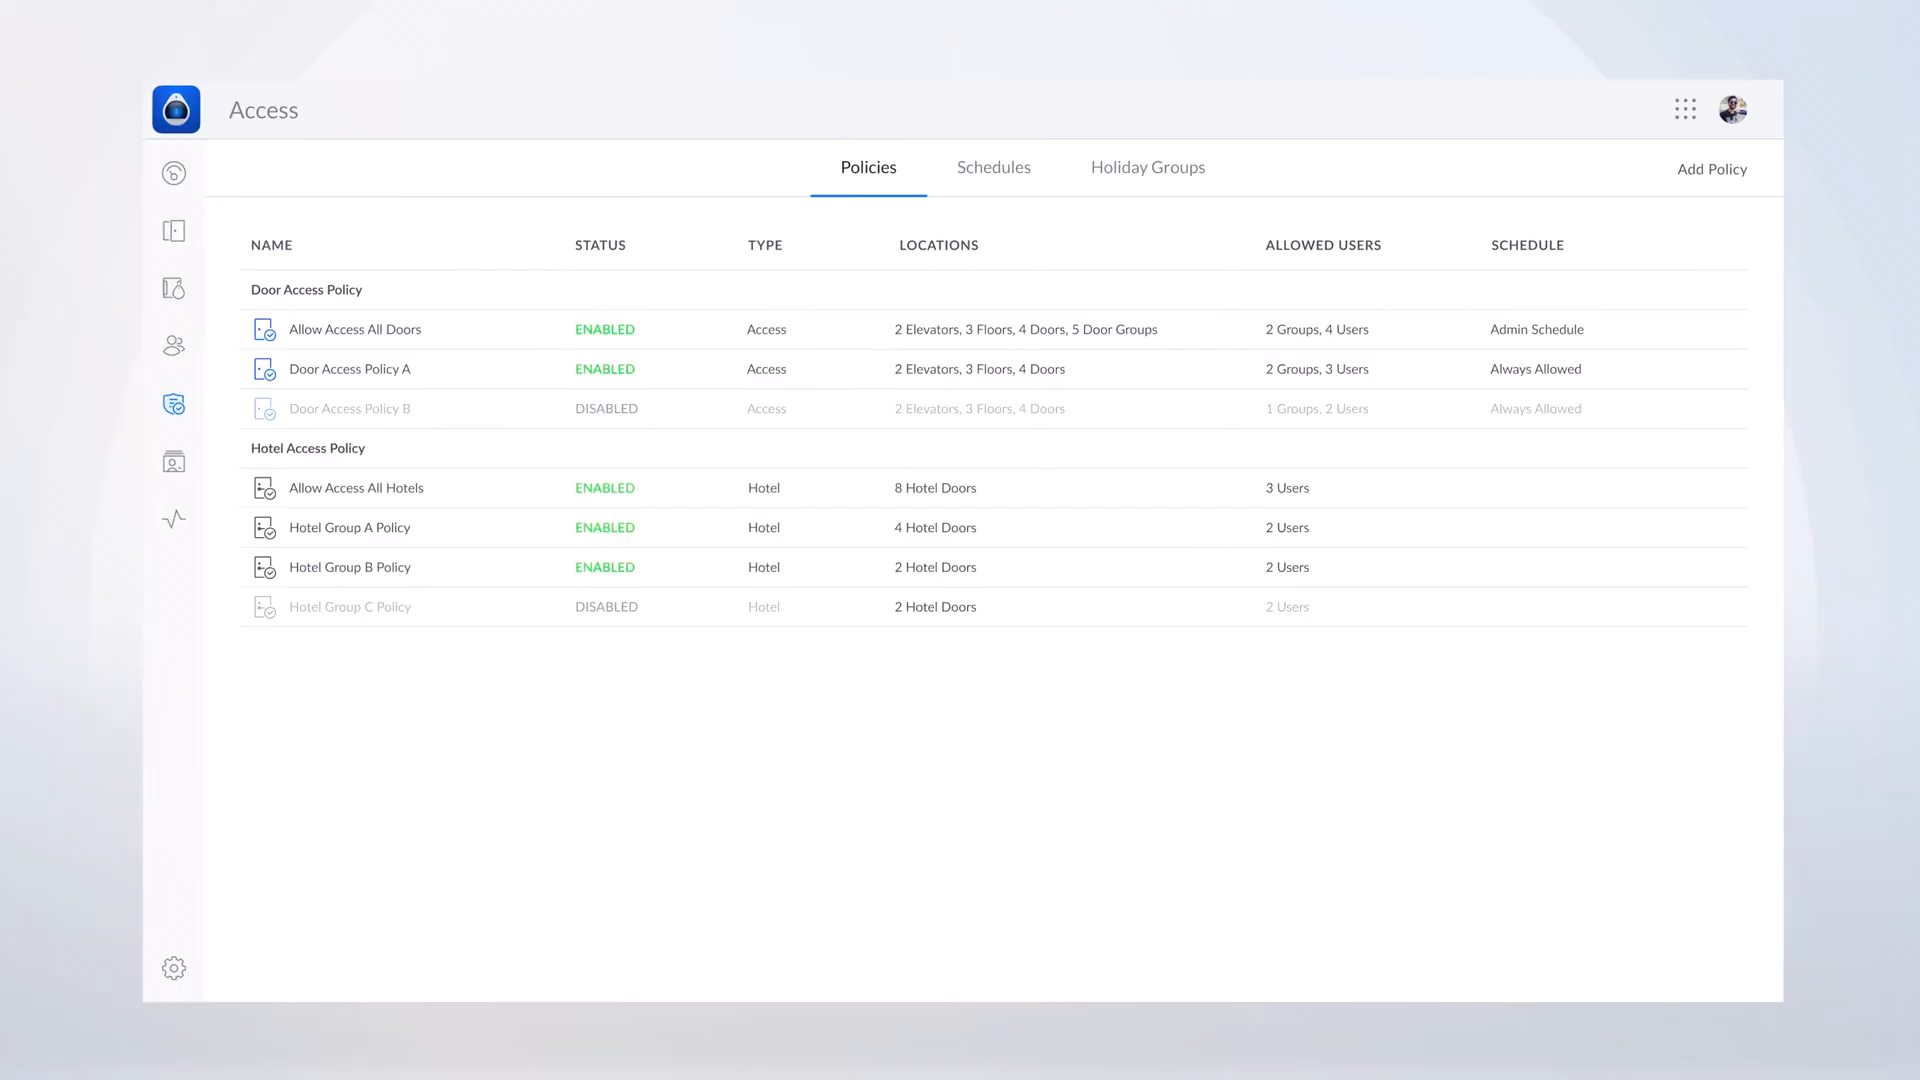 Access
Policies Schedules Holiday Groups Add Policy
NAME STATUS TYPE LOCATIONS ALLOWED USERS SCHEDULE
Door Access Policy
Allow Access All Doors ENABLED Access 2 Elevators, 3 Floors, 4 Doors, 5 Door Groups 2 Groups, 4 Users Admin Schedule
Door Access Policy A ENABLED Access 2 Elevators, 3 Floors, 4 Doors 2 Groups, 3 Users Always Allowed
Door Access Policy B DISABLED Access 2 Elevators, 3 Floors, 4 Doors 1 Groups, 2 Users Always Allowed
Hotel Access Policy
Allow Access All Hotels ENABLED Hotel 8 Hotel Doors 3 Users
Hotel Group A Policy ENABLED Hotel 4 Hotel Doors 2 Users
Hotel Group B Policy ENABLED Hotel 2 Hotel Doors 2 Users
Hotel Group C Policy DISABLED Hotel 2 Hotel Doors 2 Users